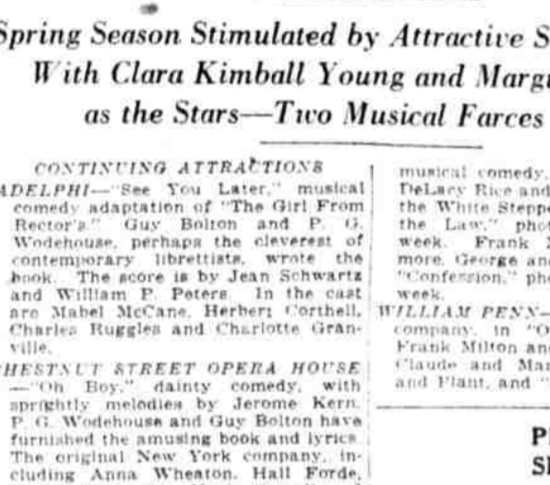 Spring Season Stimulated by Attractive S
With Clara Kimball Young and Margu
as the Stars—Two Musical Farces
CONTINUING ATTRACTIONS
ADELPHI—"See You Later," musical
comedy adaptation of "The Girl From
Rector's." Guy Bolton and P. G.
Wodehouse, perhaps the cleverest of
contemporary librettists, wrote the
book. The score is by Jean Schwartz
and William P. Peters. In the cast
are Mabel McCane, Herbert Corthell,
Charles Ruggles and Charlotte Gran-
ville.
HESTNUT STREET OPERA HOUSE
—"Oh Boy," dainty comedy, with
sprightly melodies by Jerome Kern.
P. G. Wodehouse and Guy Bolton have
furnished the amusing book and lyrics.
The original New York company, in-
cluding Anna Wheaton, Hall Forde,
musical comedy,
DeLacy Rice and
the White Steppe
the Law," phot
week. Frank
more, George and
"Confession," pho
week.
WILLIAM PENN—
company, in "O
Frank Milton and
Claude and Mar
and Plant, and "